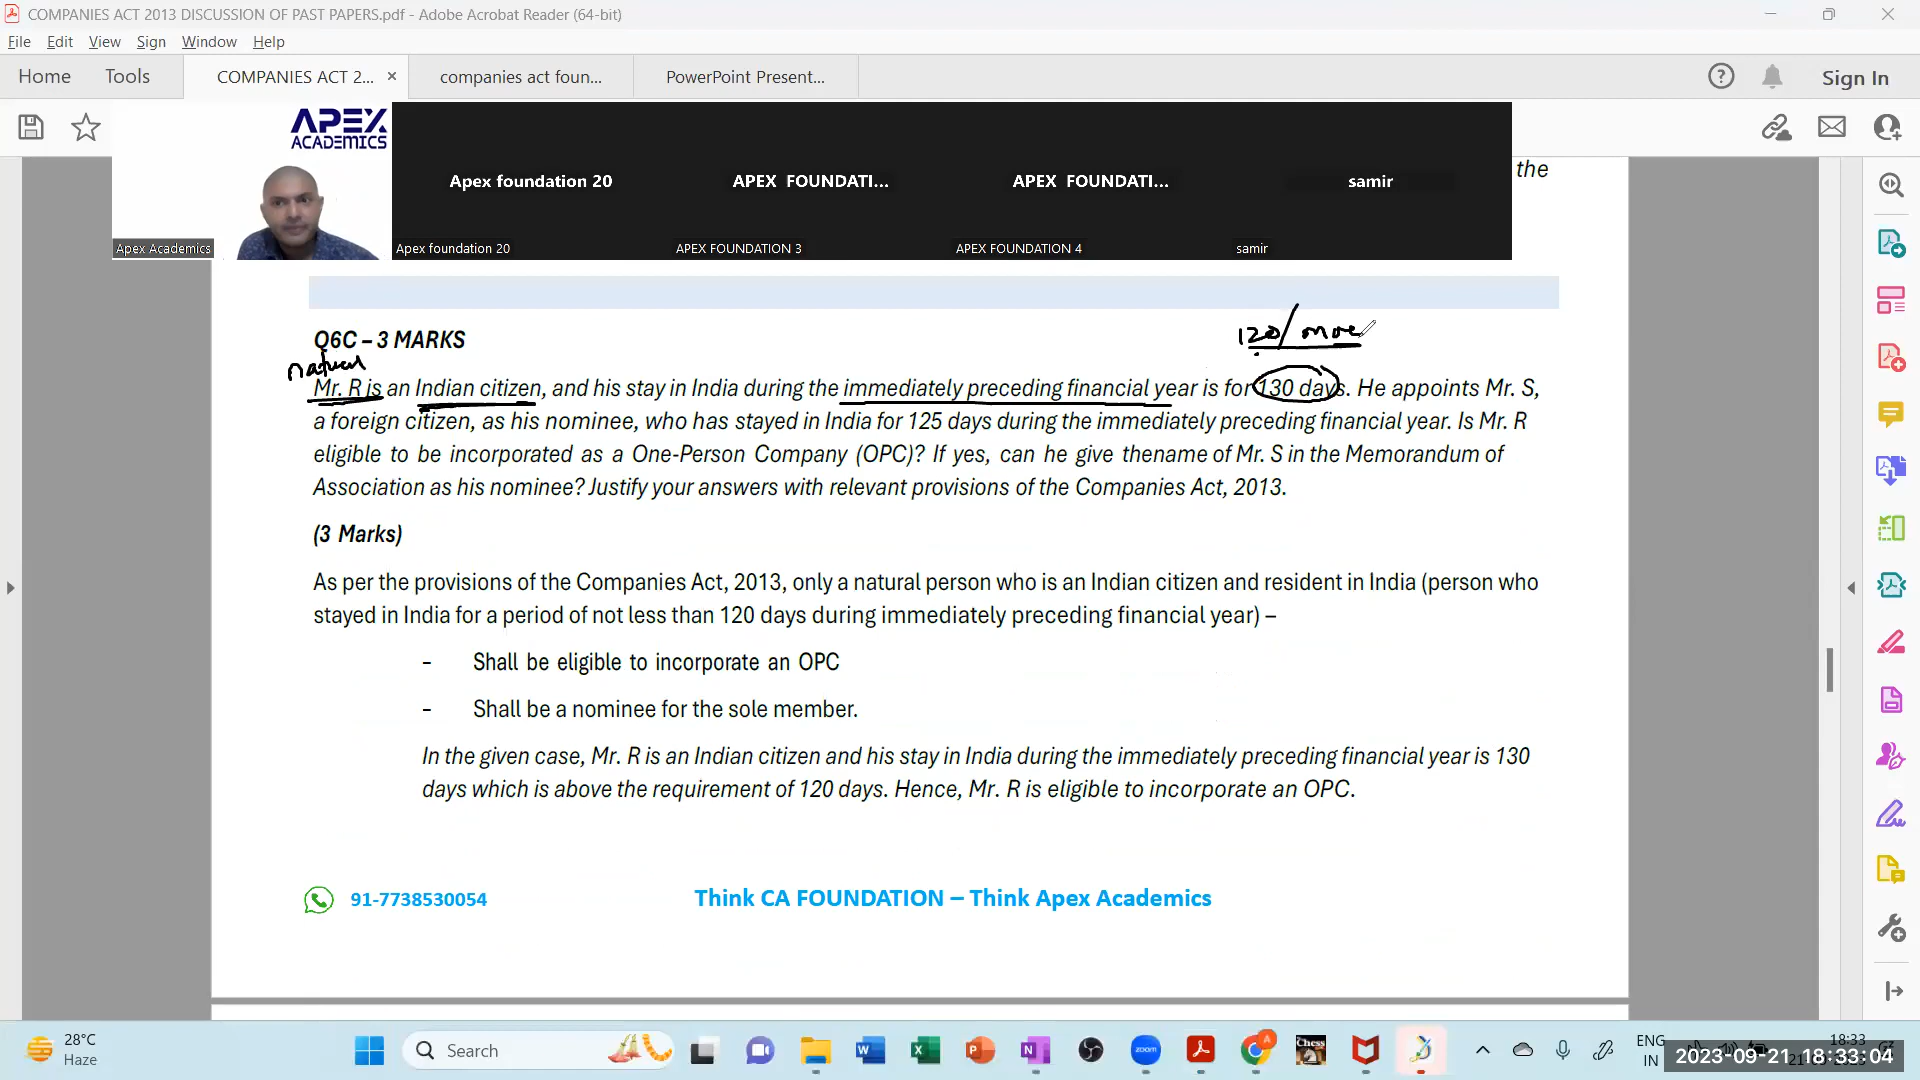 COMPANIES ACT 2013 DISCUSSION OF PAST PAPERS.pdf - Adobe Acrobat Reader (64-bit)
File Edit View Sign Window Help
Home Tools COMPANIES ACT 2... × companies act foun... PowerPoint Present... Sign In
APEX
ACADEMICS
Apex foundation 20 APEX FOUNDATI... APEX FOUNDATI... samir
Apex Academics Apex foundation 20 APEX FOUNDATION 3 APEX FOUNDATION 4 samir
the
Q6C – 3 MARKS
120/more
natural
Mr. R is an Indian citizen, and his stay in India during the immediately preceding financial year is for 130 days. He appoints Mr. S,
a foreign citizen, as his nominee, who has stayed in India for 125 days during the immediately preceding financial year. Is Mr. R
eligible to be incorporated as a One-Person Company (OPC)? If yes, can he give thename of Mr. S in the Memorandum of
Association as his nominee? Justify your answers with relevant provisions of the Companies Act, 2013.
(3 Marks)
As per the provisions of the Companies Act, 2013, only a natural person who is an Indian citizen and resident in India (person who
stayed in India for a period of not less than 120 days during immediately preceding financial year) –
- Shall be eligible to incorporate an OPC
- Shall be a nominee for the sole member.
In the given case, Mr. R is an Indian citizen and his stay in India during the immediately preceding financial year is 130
days which is above the requirement of 120 days. Hence, Mr. R is eligible to incorporate an OPC.
91-7738530054 Think CA FOUNDATION – Think Apex Academics
28°C
Haze
Search
zoom
Chess
ENG
IN
18:33
2023-09-21 18:33:04